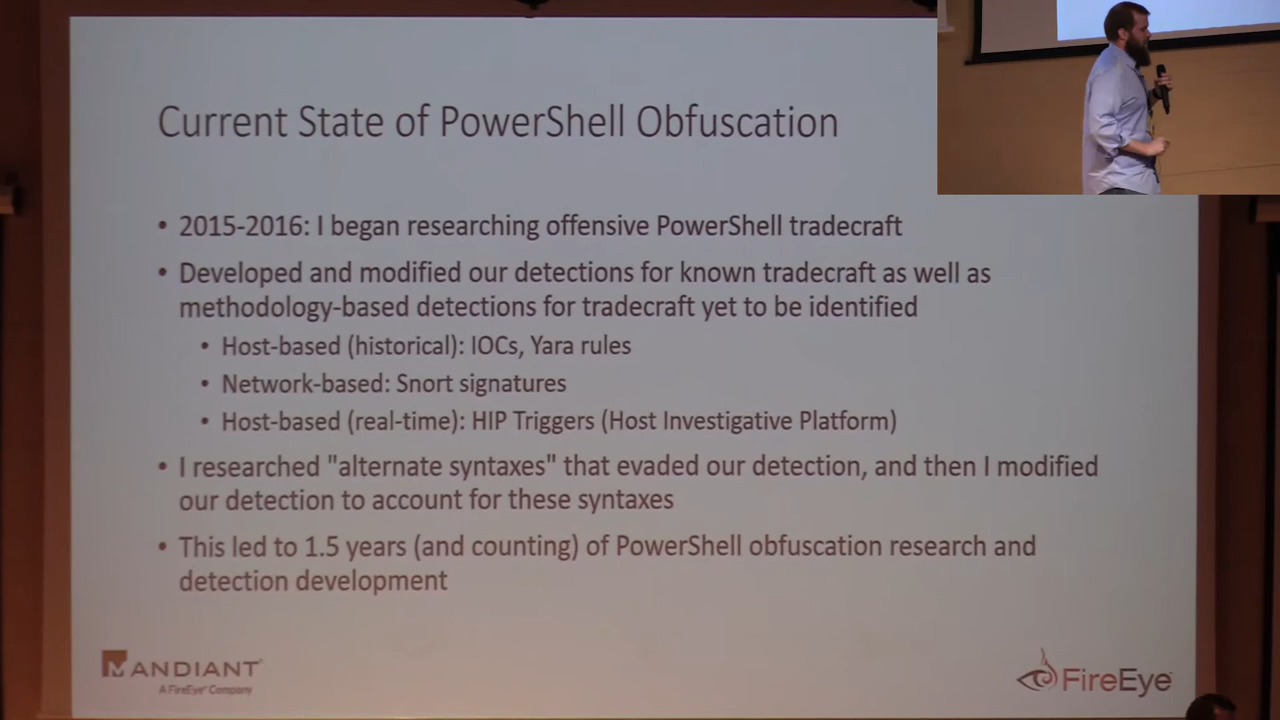 Current State of PowerShell Obfuscation
• 2015-2016: I began researching offensive PowerShell tradecraft
• Developed and modified our detections for known tradecraft as well as
methodology-based detections for tradecraft yet to be identified
• Host-based (historical): IOCs, Yara rules
• Network-based: Snort signatures
• Host-based (real-time): HIP Triggers (Host Investigative Platform)
• I researched "alternate syntaxes" that evaded our detection, and then I modified
our detection to account for these syntaxes
• This led to 1.5 years (and counting) of PowerShell obfuscation research and
detection development
MANDIANT
A FireEye Company
FireEye